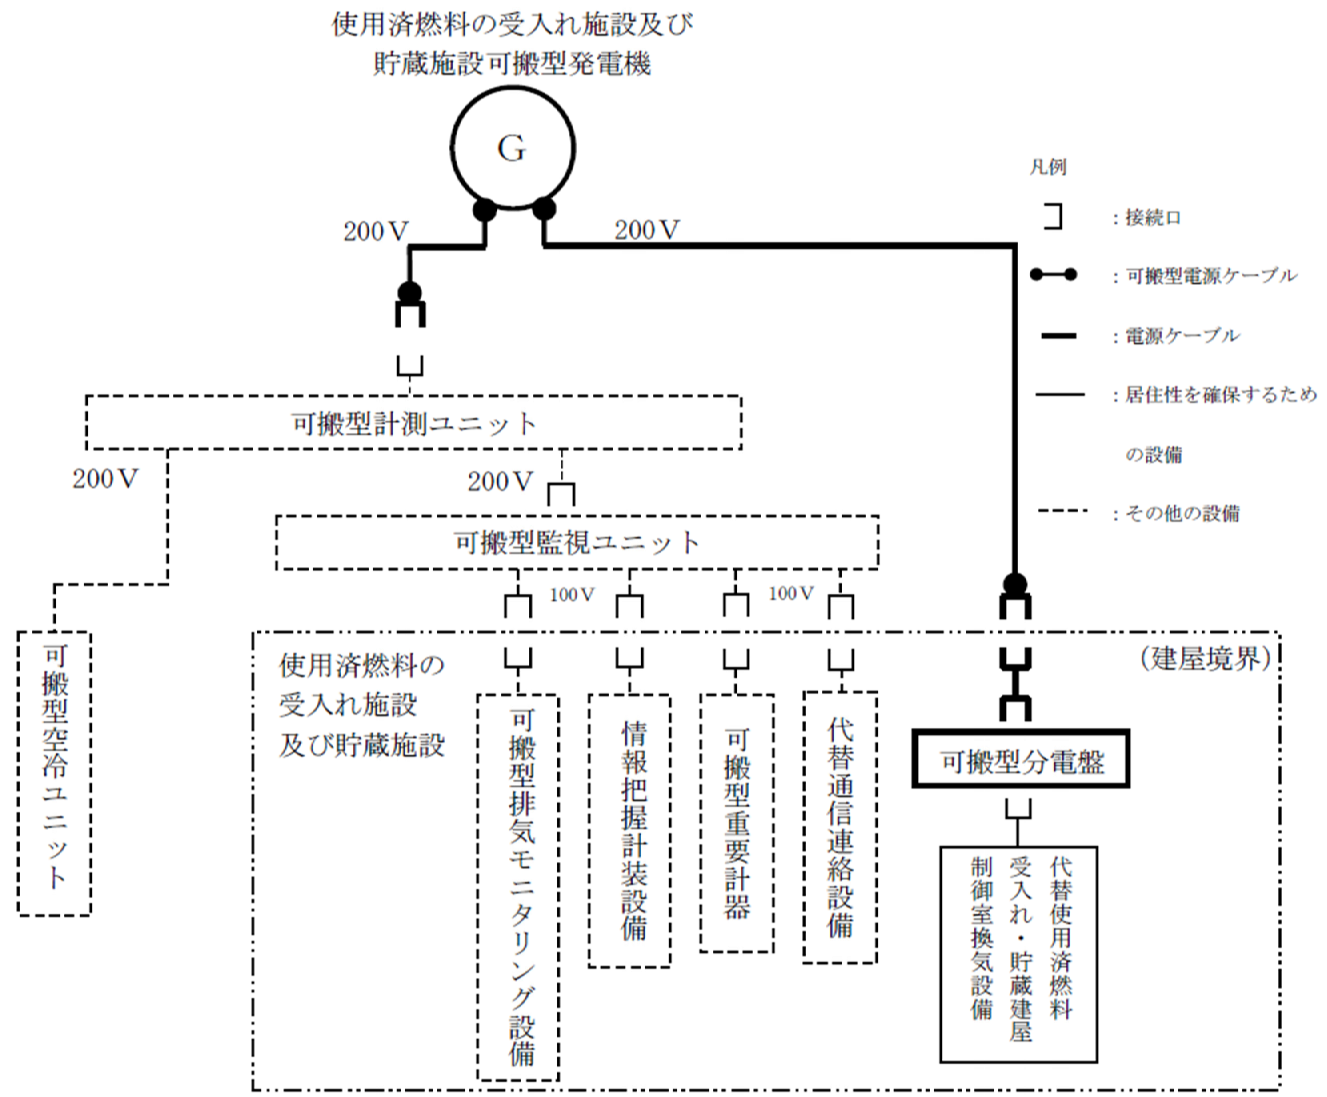 使用済燃料の受入れ施設及び
貯蔵施設可搬型発電機
G
200V
200V
凡例
：接続口
：可搬型電源ケーブル
：電源ケーブル
：居住性を確保するため
の設備
：その他の設備
可搬型計測ユニット
200V
200V
可搬型監視ユニット
100V
100V
可搬型空冷ユニット
使用済燃料の
受入れ施設
及び貯蔵施設
（建屋境界）
可搬型排気モニタリング設備
情報把握計装設備
可搬型重要計器
代替通信連絡設備
可搬型分電盤
代替使用済燃料
受入れ・貯蔵建屋
制御室換気設備